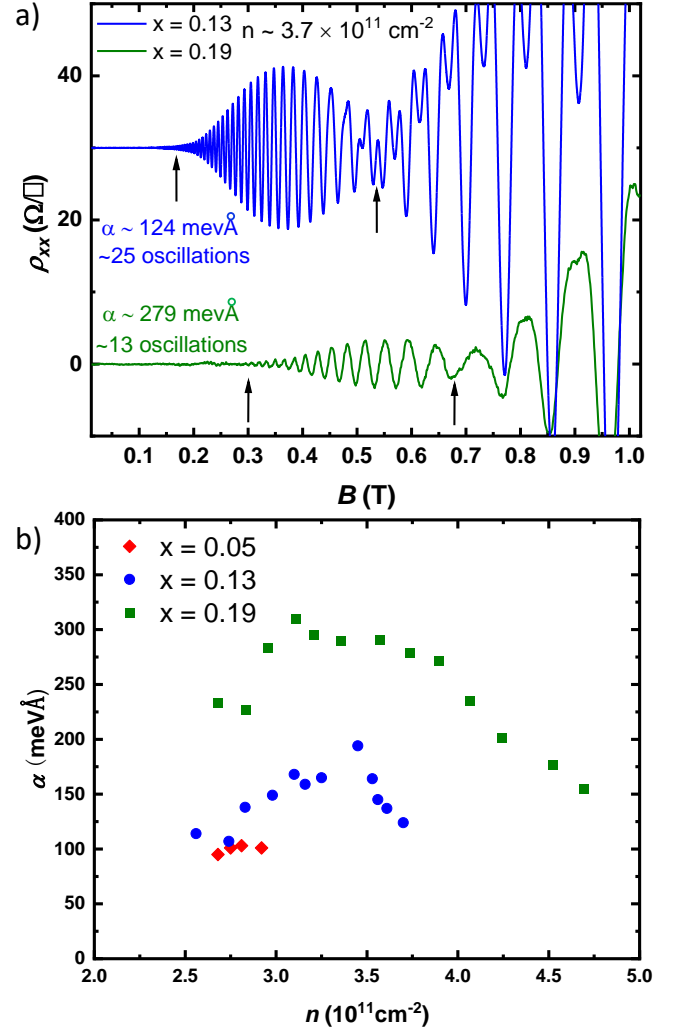 a)
x = 0.13 n ~ 3.7 × 10¹¹ cm⁻²
x = 0.19
40
20
0
ρxx (Ω/□)
α ~ 124 mevÅ
~25 oscillations
α ~ 279 mevÅ
~13 oscillations
0.1 0.2 0.3 0.4 0.5 0.6 0.7 0.8 0.9 1.0
B (T)
b)
400
350
300
250
200
150
100
50
0
α (meVÅ)
x = 0.05
x = 0.13
x = 0.19
2.0 2.5 3.0 3.5 4.0 4.5 5.0
n (10¹¹cm⁻²)